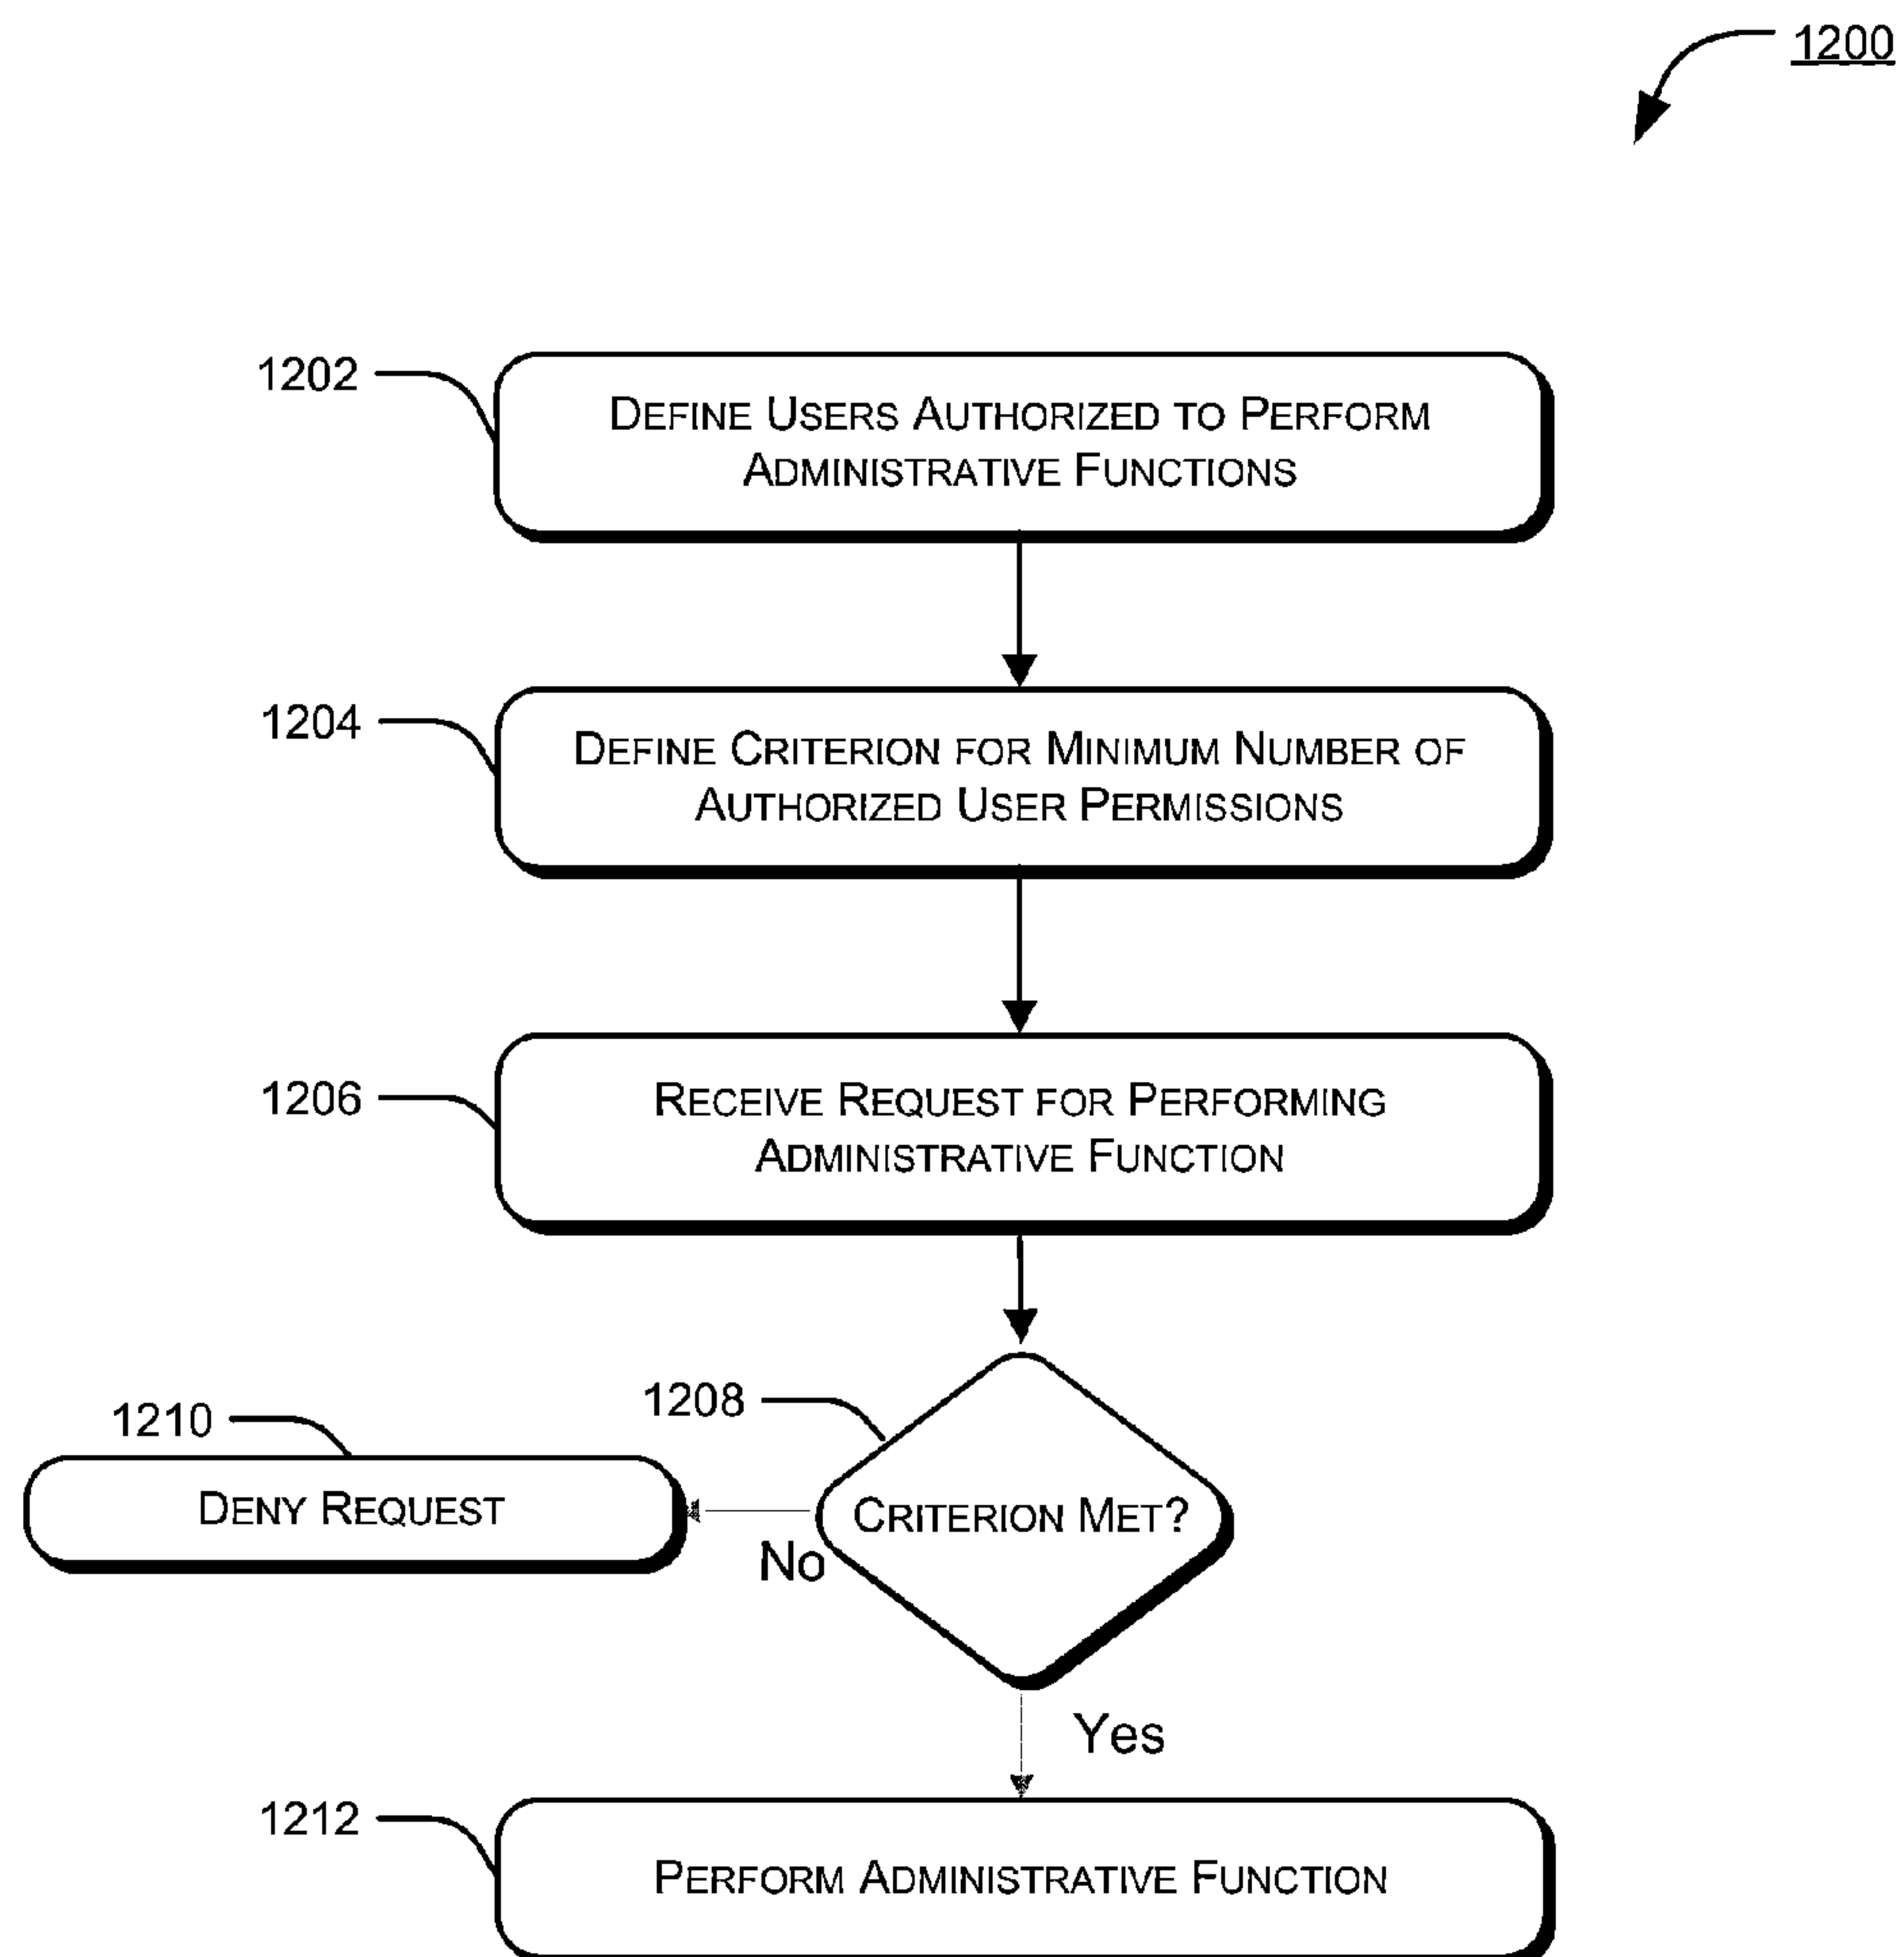 1200
1202
DEFINE USERS AUTHORIZED TO PERFORM
ADMINISTRATIVE FUNCTIONS
1204
DEFINE CRITERION FOR MINIMUM NUMBER OF
AUTHORIZED USER PERMISSIONS
1206
RECEIVE REQUEST FOR PERFORMING
ADMINISTRATIVE FUNCTION
1208
CRITERION MET?
1210
DENY REQUEST
No
Yes
1212
PERFORM ADMINISTRATIVE FUNCTION